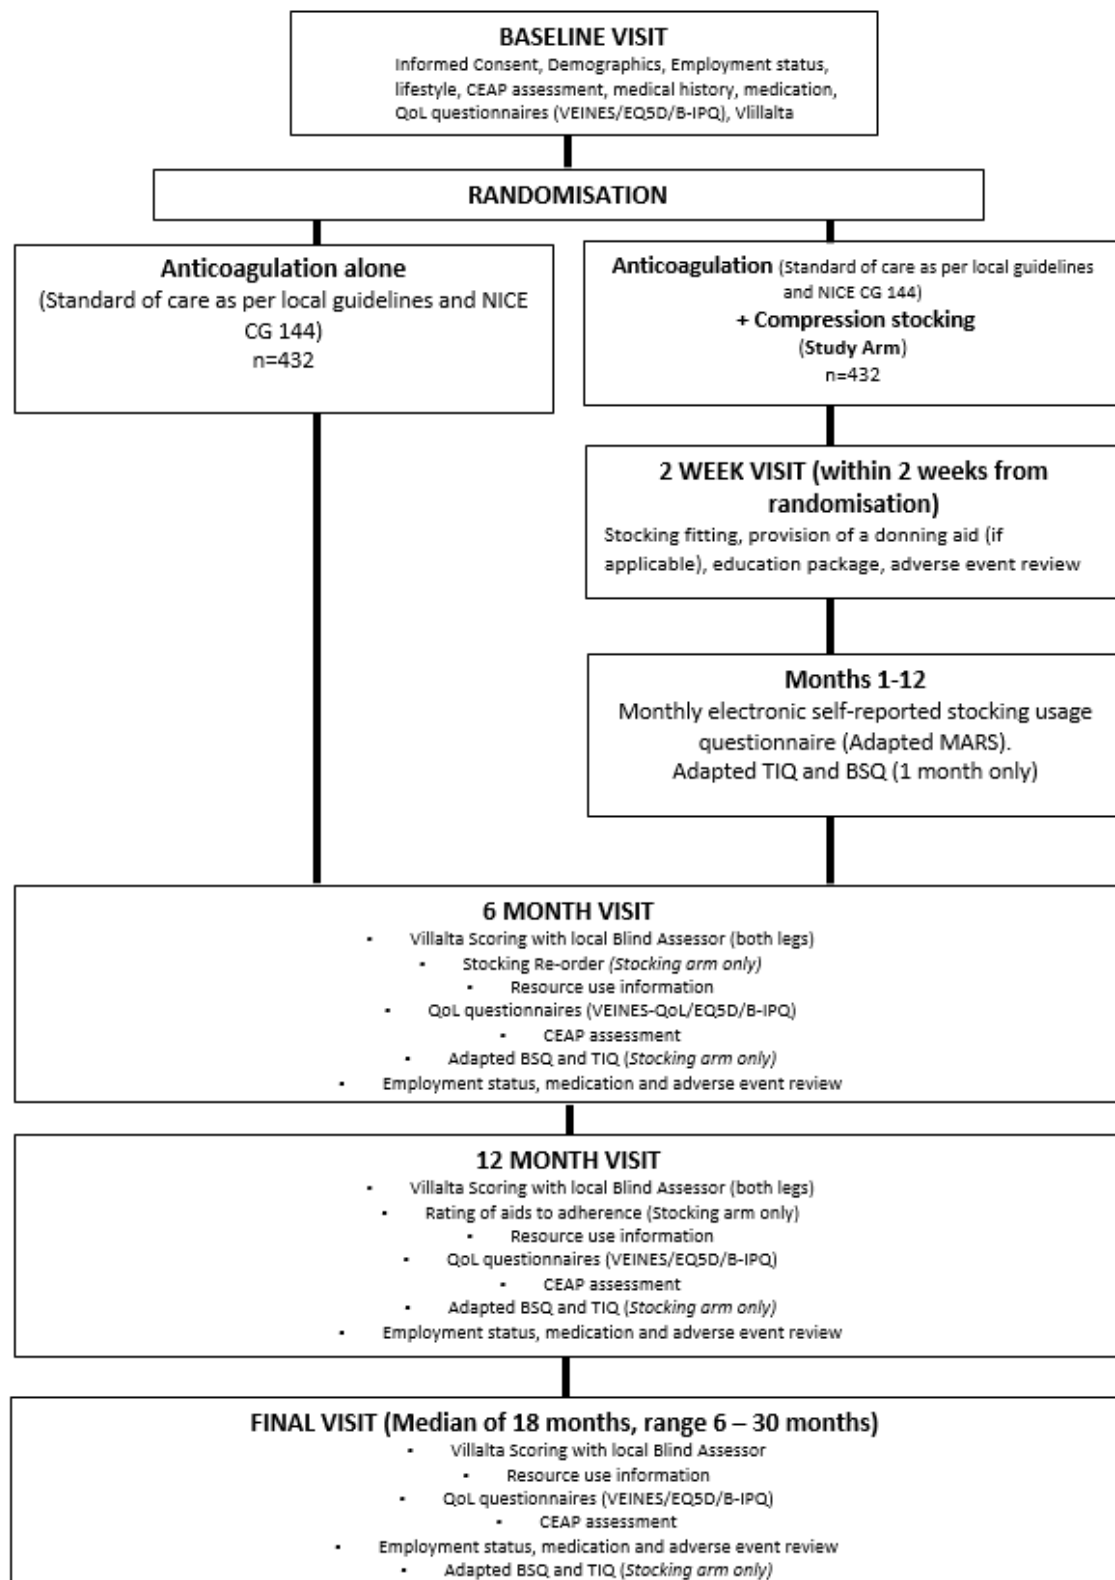 BASELINE VISIT
Informed Consent, Demographics, Employment status,
lifestyle, CEAP assessment, medical history, medication,
QoL questionnaires (VEINES/EQ5D/B-IPQ), Vlillalta
RANDOMISATION
Anticoagulation alone
(Standard of care as per local guidelines and NICE
CG 144)
n=432
Anticoagulation (Standard of care as per local guidelines
and NICE CG 144)
+ Compression stocking
(Study Arm)
n=432
2 WEEK VISIT (within 2 weeks from
randomisation)
Stocking fitting, provision of a donning aid (if
applicable), education package, adverse event review
Months 1-12
Monthly electronic self-reported stocking usage
questionnaire (Adapted MARS).
Adapted TIQ and BSQ (1 month only)
6 MONTH VISIT
▪ Villalta Scoring with local Blind Assessor (both legs)
▪ Stocking Re-order (Stocking arm only)
▪ Resource use information
▪ QoL questionnaires (VEINES-QoL/EQ5D/B-IPQ)
▪ CEAP assessment
▪ Adapted BSQ and TIQ (Stocking arm only)
▪ Employment status, medication and adverse event review
12 MONTH VISIT
▪ Villalta Scoring with local Blind Assessor (both legs)
▪ Rating of aids to adherence (Stocking arm only)
▪ Resource use information
▪ QoL questionnaires (VEINES/EQ5D/B-IPQ)
▪ CEAP assessment
▪ Adapted BSQ and TIQ (Stocking arm only)
▪ Employment status, medication and adverse event review
FINAL VISIT (Median of 18 months, range 6 – 30 months)
▪ Villalta Scoring with local Blind Assessor
▪ Resource use information
▪ QoL questionnaires (VEINES/EQ5D/B-IPQ)
▪ CEAP assessment
▪ Employment status, medication and adverse event review
▪ Adapted BSQ and TIQ (Stocking arm only)